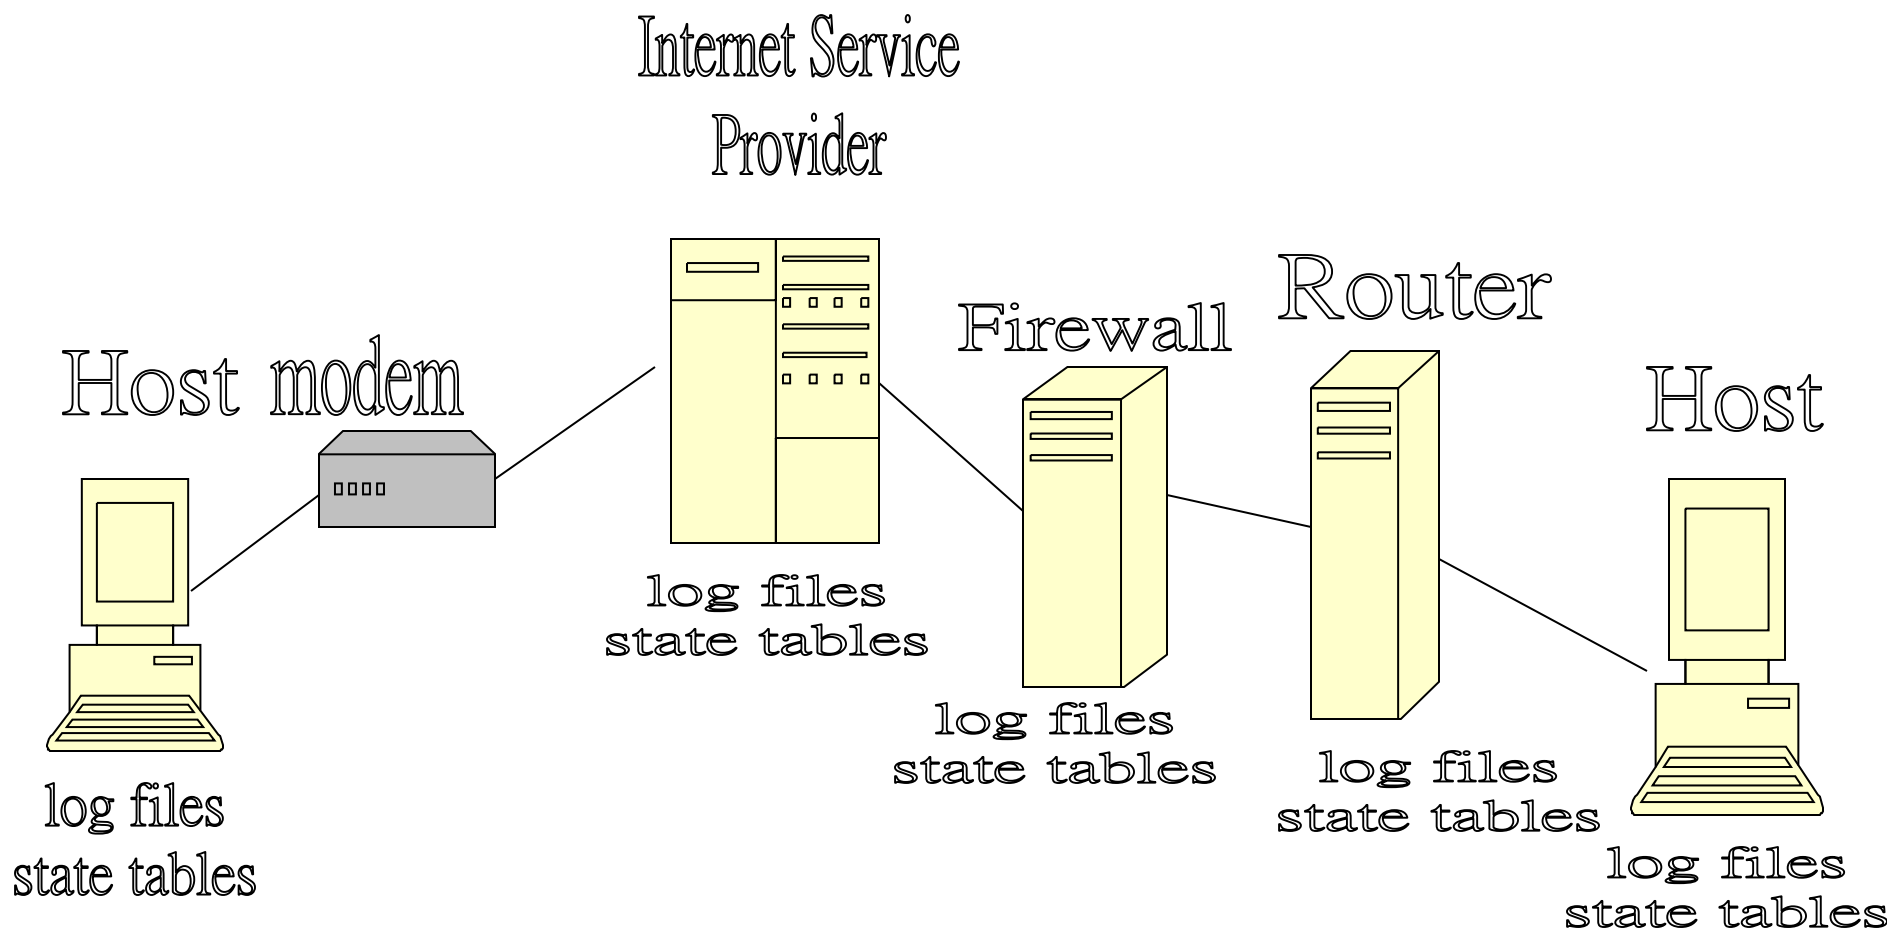 Internet Service
Provider
Host
modem
Firewall
Router
Host
log files
state tables
log files
state tables
log files
state tables
log files
state tables
log files
state tables